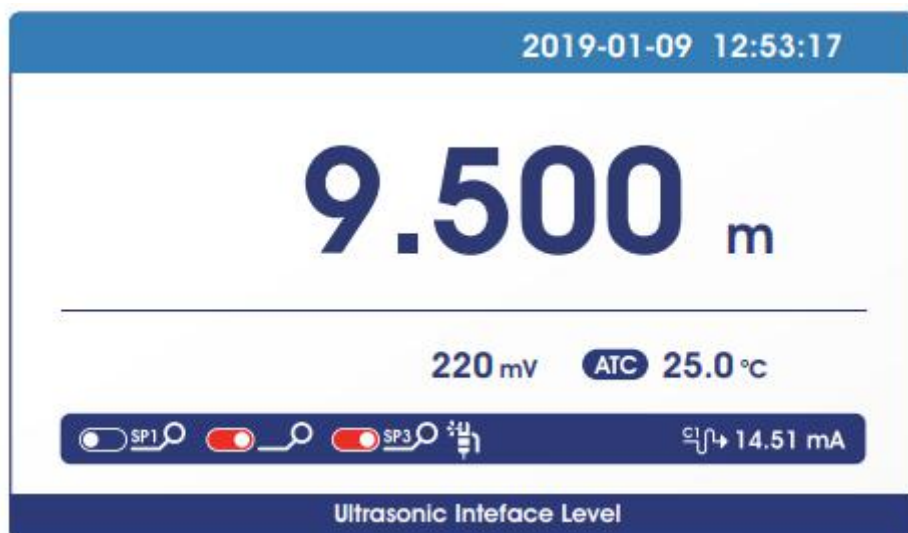 2019-01-09 12:53:17
9.500 m
220 mV ATC 25.0 °C
SP1 SP3 C1 14.51 mA
Ultrasonic Inteface Level